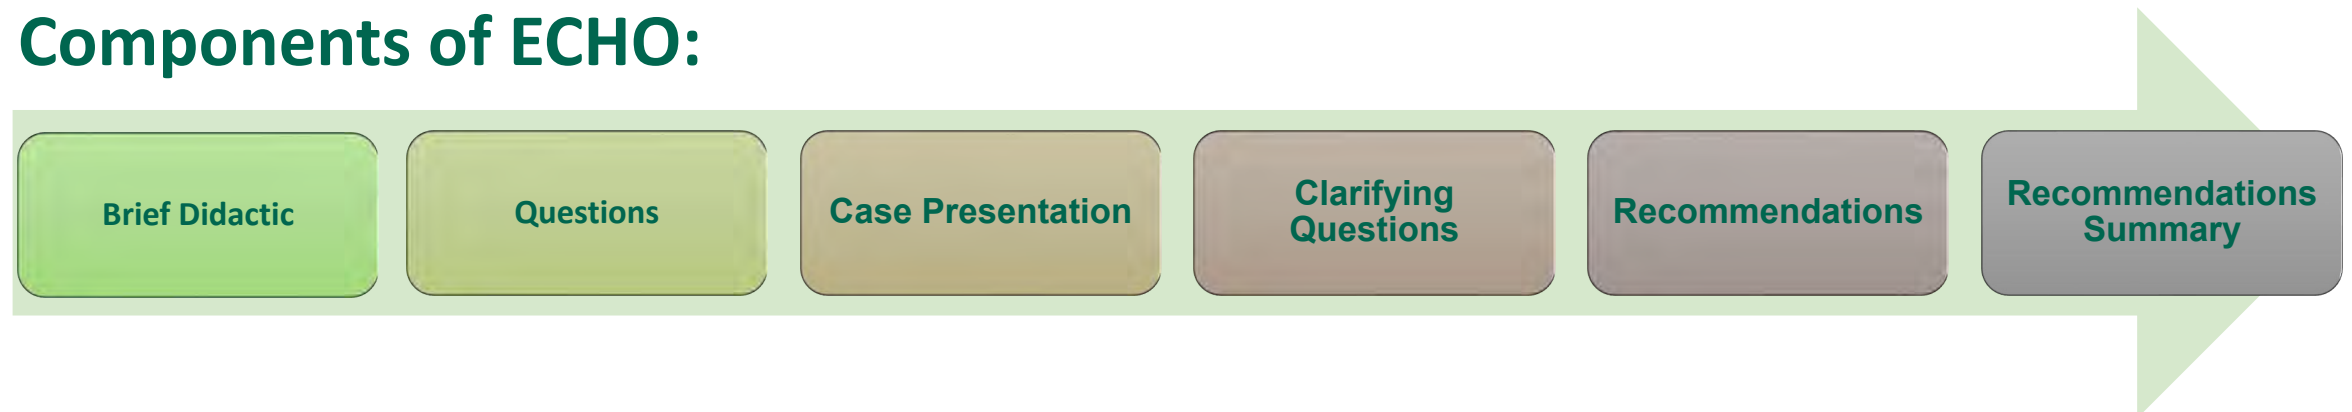 Components of ECHO:
Brief Didactic
Questions
Case Presentation
Clarifying
Questions
Recommendations
Recommendations
Summary